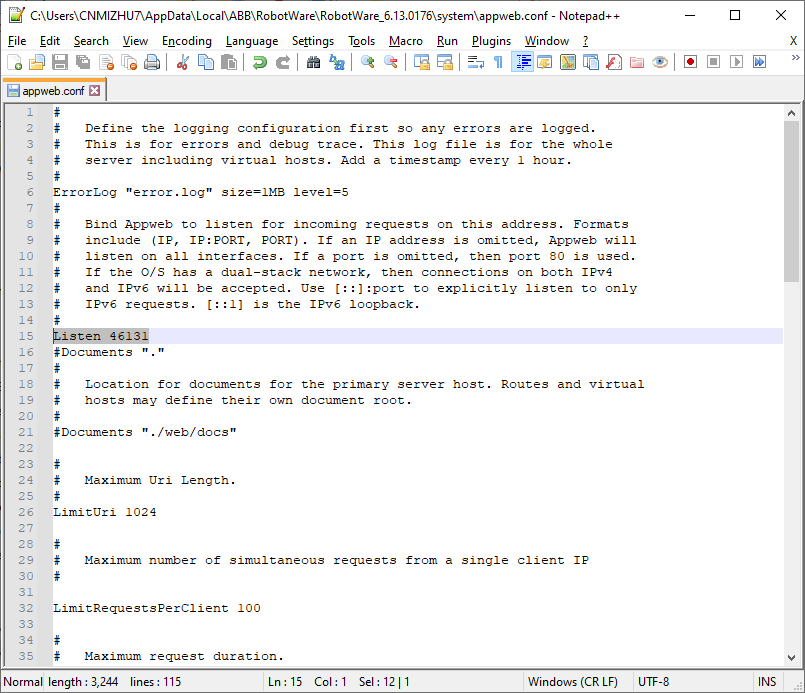 C:\Users\CNMIZHU7\AppData\Local\ABB\RobotWare\RobotWare_6.13.0176\system\appweb.conf - Notepad++
File Edit Search View Encoding Language Settings Tools Macro Run Plugins Window ? X
appweb.conf
1 #
2 #   Define the logging configuration first so any errors are logged.
3 #   This is for errors and debug trace. This log file is for the whole
4 #   server including virtual hosts. Add a timestamp every 1 hour.
5 #
6 ErrorLog "error.log" size=1MB level=5
7 #
8 #   Bind Appweb to listen for incoming requests on this address. Formats
9 #   include (IP, IP:PORT, PORT). If an IP address is omitted, Appweb will
10 #   listen on all interfaces. If a port is omitted, then port 80 is used.
11 #   If the O/S has a dual-stack network, then connections on both IPv4
12 #   and IPv6 will be accepted. Use [::]:port to explicitly listen to only
13 #   IPv6 requests. [::1] is the IPv6 loopback.
14 #
15 Listen 46131
16 #Documents "."
17 #
18 #   Location for documents for the primary server host. Routes and virtual
19 #   hosts may define their own document root.
20 #
21 #Documents "./web/docs"
22
23 #
24 #   Maximum Uri Length.
25 #
26 LimitUri 1024
27
28 #
29 #   Maximum number of simultaneous requests from a single client IP
30 #
31
32 LimitRequestsPerClient 100
33
34 #
35 #   Maximum request duration.
Normal length : 3,244 lines : 115 Ln : 15 Col : 1 Sel : 12 | 1 Windows (CR LF) UTF-8 INS